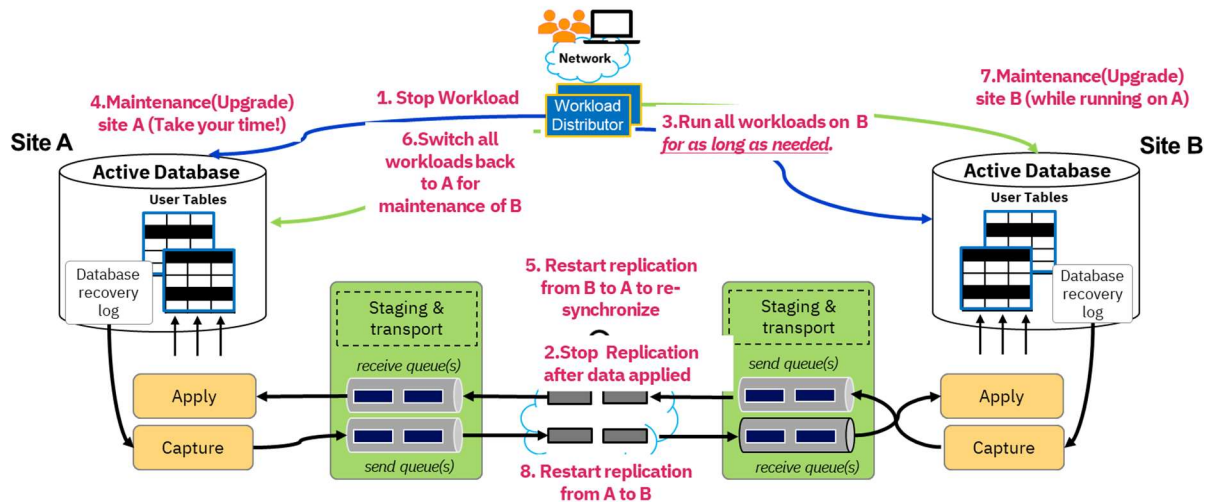 Network
Workload
Distributor
1. Stop Workload
4.Maintenance(Upgrade)
site A (Take your time!)
6.Switch all
workloads back
to A for
maintenance of B
3.Run all workloads on B
for as long as needed.
7.Maintenance(Upgrade)
site B (while running on A)
Site A
Active Database
User Tables
Database
recovery
log
Site B
Active Database
User Tables
Database
recovery
log
5. Restart replication
from B to A to re-
synchronize
2.Stop Replication
after data applied
8. Restart replication
from A to B
Staging &
transport
receive queue(s)
send queue(s)
Apply
Capture
Staging &
transport
send queue(s)
receive queue(s)
Apply
Capture